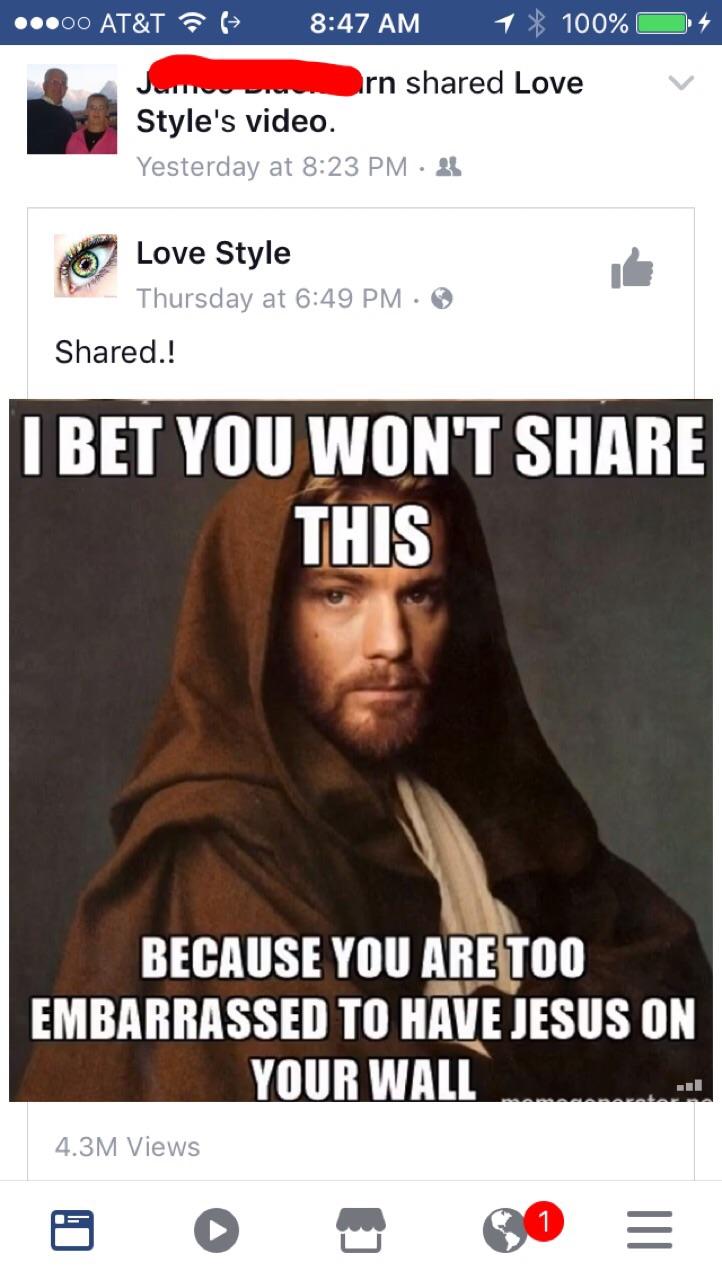 AT&T 8:47 AM 100%
rn shared Love
Style's video.
Yesterday at 8:23 PM ·
Love Style
Thursday at 6:49 PM ·
Shared.!
I BET YOU WON'T SHARE
THIS
BECAUSE YOU ARE TOO
EMBARRASSED TO HAVE JESUS ON
YOUR WALL
4.3M Views
1